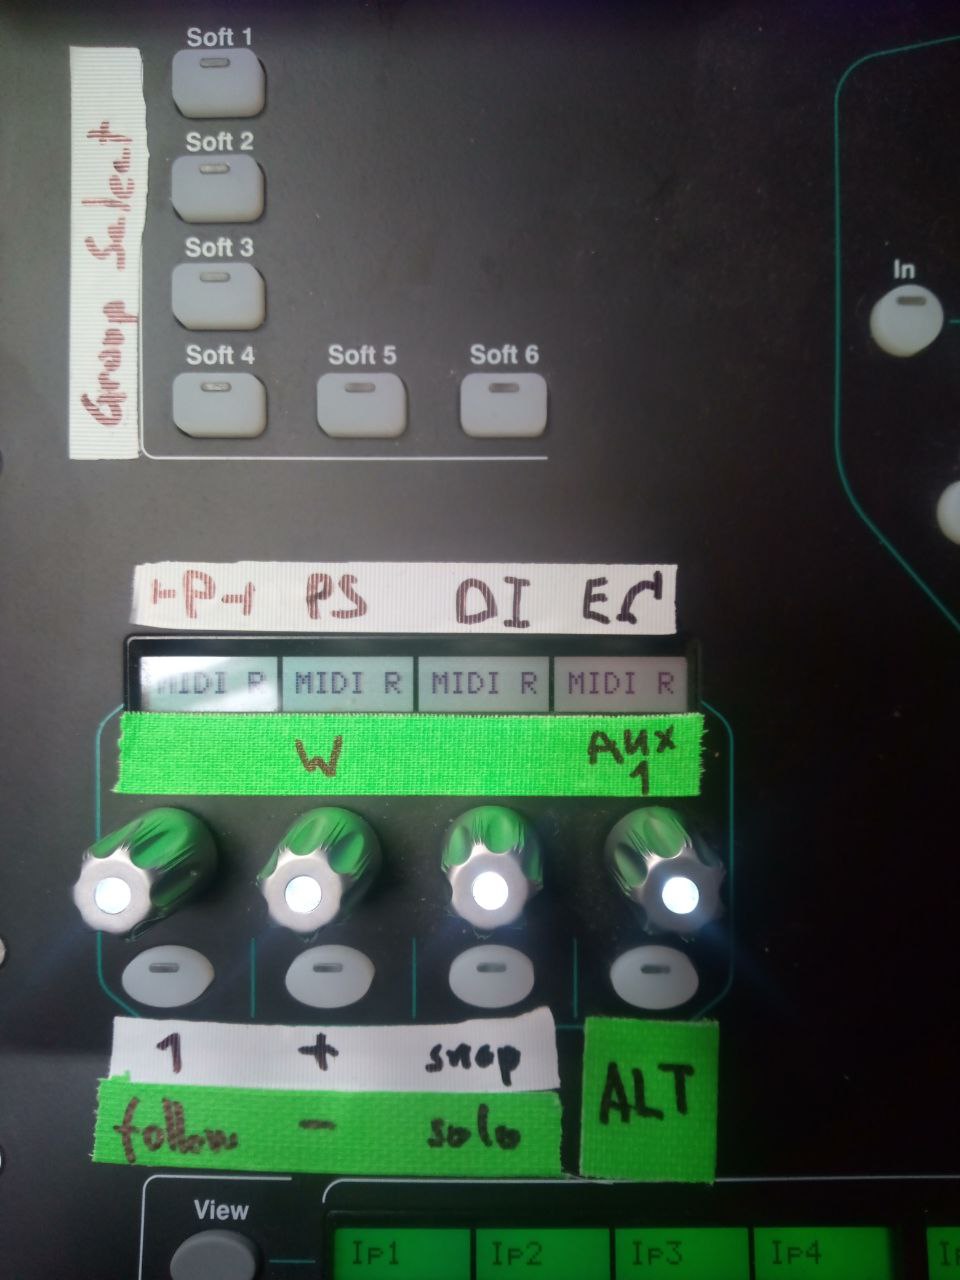 Soft 1
Soft 2
Soft 3
Soft 4 Soft 5 Soft 6
Group Select
In
PS DI
MIDI R MIDI R MIDI R MIDI R
W Aux
1
1 + snap
follow - solo
ALT
View
Ip1 Ip2 Ip3 Ip4